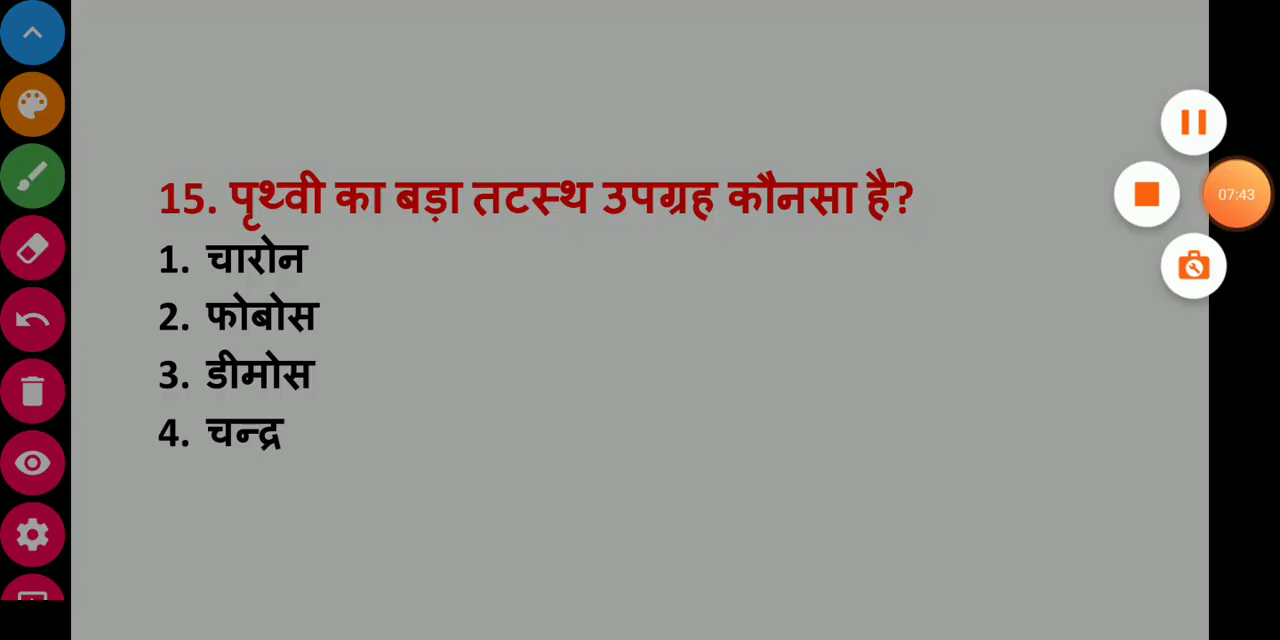 15. पृथ्वी का बड़ा तटस्थ उपग्रह कौनसा है?
1. चारोन
2. फोबोस
3. डीमोस
4. चन्द्र
07:43